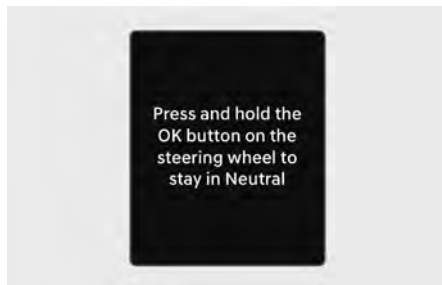 Press and hold the
OK button on the
steering wheel to
stay in Neutral